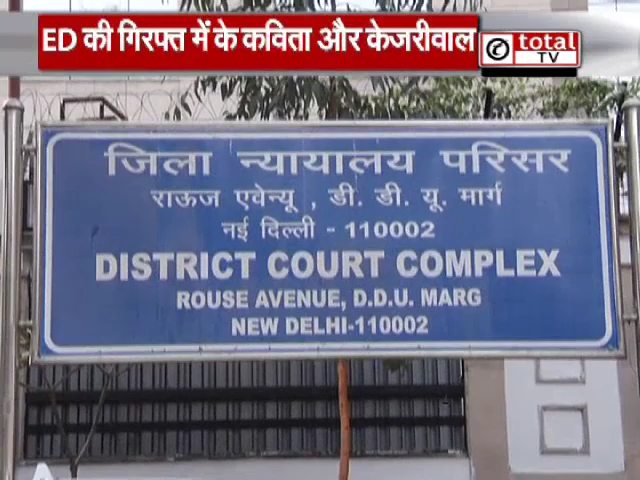 ED की गिरफ्त में के कविता और केजरीवाल
total
TV
जिला न्यायालय परिसर
राऊज एवेन्यू , डी. डी. यू. मार्ग
नई दिल्ली - 110002
DISTRICT COURT COMPLEX
ROUSE AVENUE, D.D.U. MARG
NEW DELHI-110002